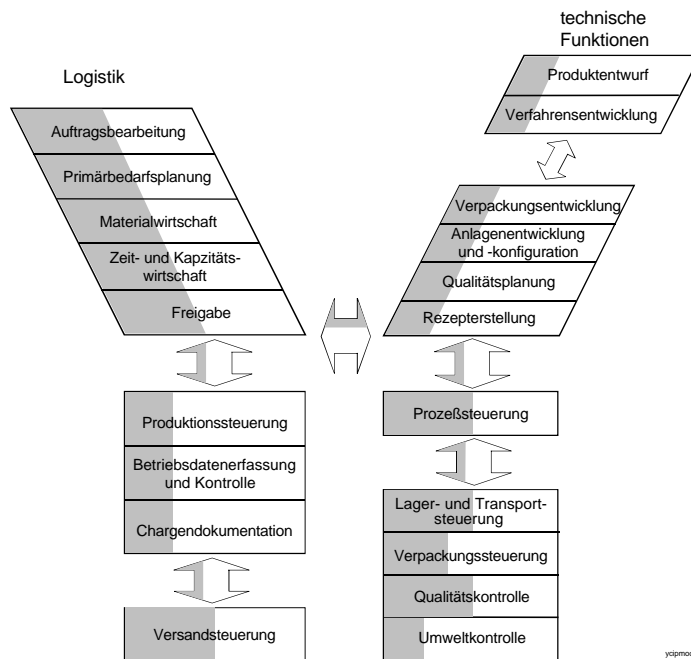 technische
Funktionen
Logistik
Produktentwurf
Verfahrensentwicklung
Auftragsbearbeitung
Primärbedarfsplanung
Materialwirtschaft
Zeit- und Kapzitäts-
wirtschaft
Freigabe
Verpackungsentwicklung
Anlagenentwicklung
und -konfiguration
Qualitätsplanung
Rezepterstellung
Produktionssteuerung
Betriebsdatenerfassung
und Kontrolle
Chargendokumentation
Versandsteuerung
Prozeßsteuerung
Lager- und Transport-
steuerung
Verpackungssteuerung
Qualitätskontrolle
Umweltkontrolle